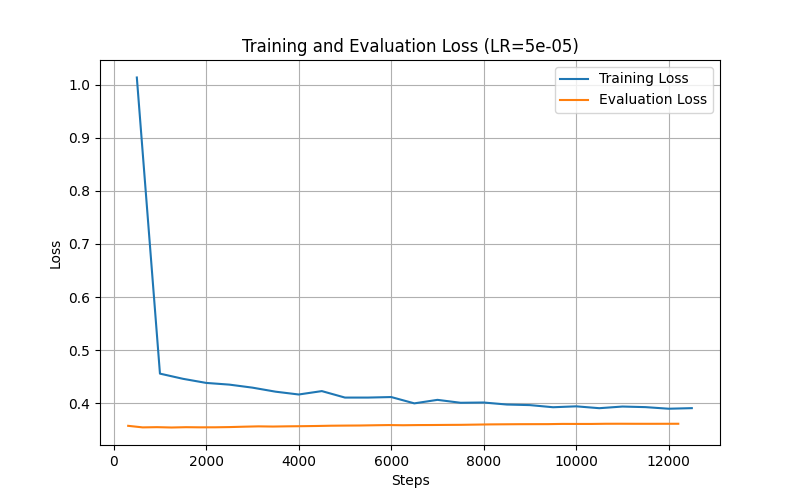 Training and Evaluation Loss (LR=5e-05)
Training Loss
Evaluation Loss
1.0
0.9
0.8
0.7
0.6
0.5
0.4
Loss
0 2000 4000 6000 8000 10000 12000
Steps